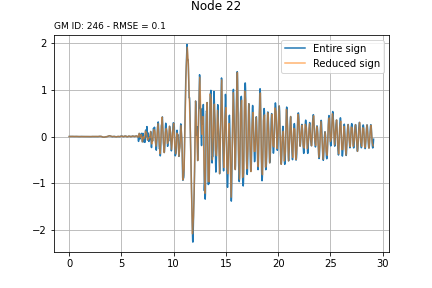 Node 22
GM ID: 246 - RMSE = 0.1
Entire sign
Reduced sign
2
1
0
−1
−2
0 5 10 15 20 25 30